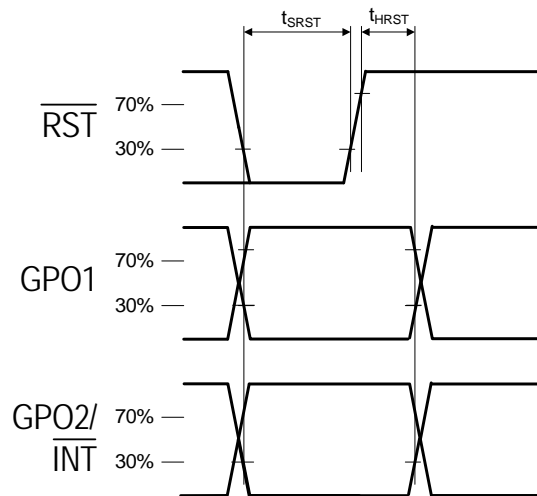 tSRST
tHRST
RST
70%
30%
GPO1
70%
30%
GPO2/
INT
70%
30%